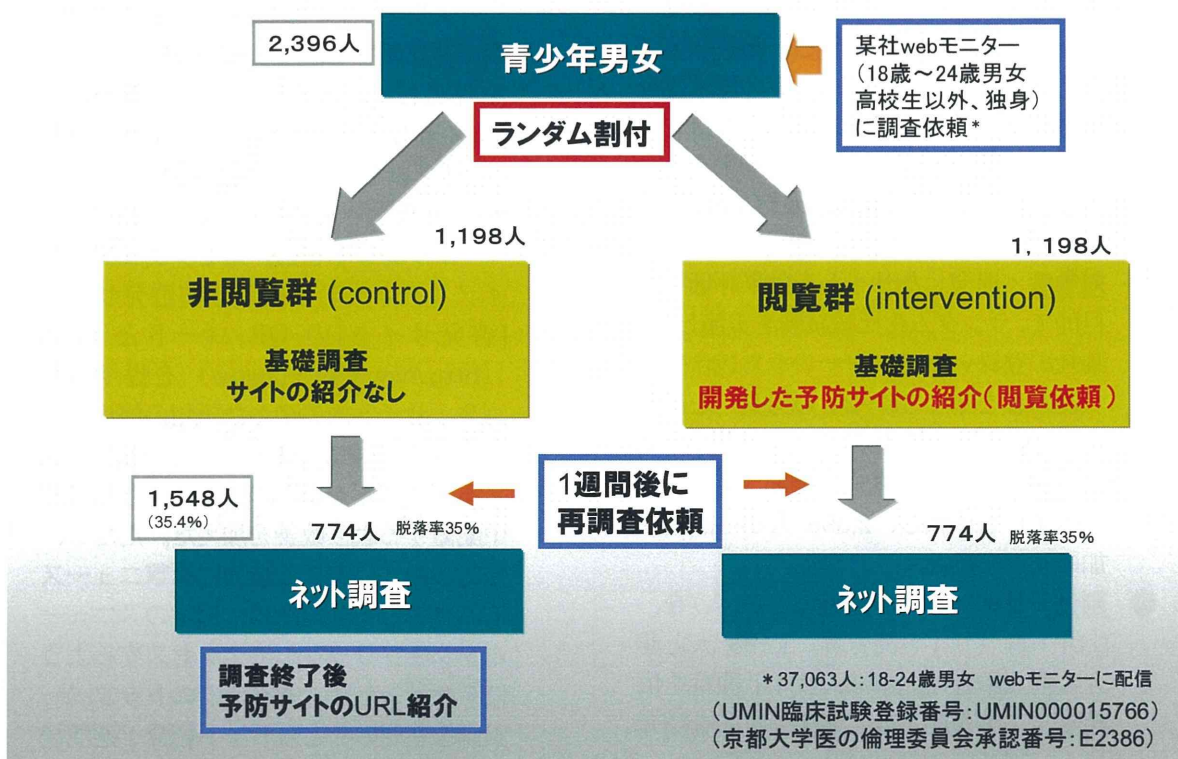 2,396人
青少年男女
某社webモニター
(18歳～24歳男女
高校生以外、独身)
に調査依頼*
ランダム割付
1,198人
1, 198人
非閲覧群 (control)
基礎調査
サイトの紹介なし
閲覧群 (intervention)
基礎調査
開発した予防サイトの紹介(閲覧依頼)
1,548人
(35.4%)
774人 脱落率35%
1週間後に
再調査依頼
774人 脱落率35%
ネット調査
ネット調査
調査終了後
予防サイトのURL紹介
*37,063人:18-24歳男女 webモニターに配信
(UMIN臨床試験登録番号:UMIN000015766)
(京都大学医の倫理委員会承認番号:E2386)